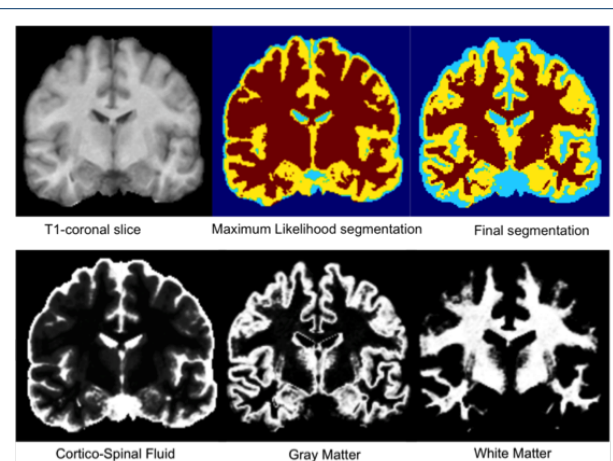 T1-coronal slice
Maximum Likelihood segmentation
Final segmentation
Cortico-Spinal Fluid
Gray Matter
White Matter